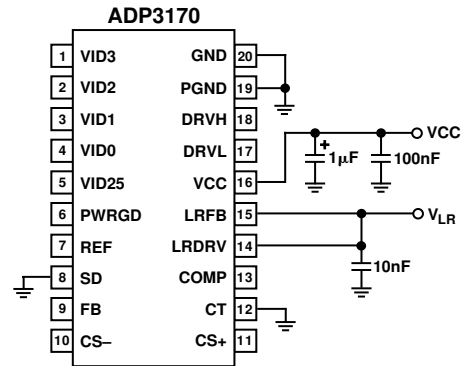 ADP3170
1 VID3 GND 20
2 VID2 PGND 19
3 VID1 DRVH 18
4 VID0 DRVL 17
5 VID25 VCC 16
6 PWRGD LRFB 15
7 REF LRDRV 14
8 SD COMP 13
9 FB CT 12
10 CS– CS+ 11
VCC
+
1μF
100nF
VLR
10nF